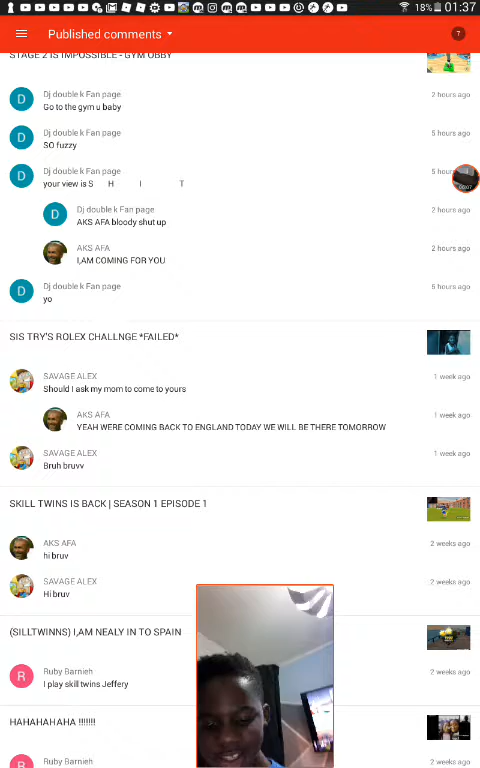 18% 01:37
Published comments
?
STAGE 2 IS IMPOSSIBLE - GYM OBBY
D Dj double k Fan page 2 hours ago
Go to the gym u baby
D Dj double k Fan page 5 hours ago
SO fuzzy
D Dj double k Fan page 5 hours
your view is S H I T
00:07
D Dj double k Fan page 2 hours ago
AKS AFA bloody shut up
AKS AFA 2 hours ago
I,AM COMING FOR YOU
D Dj double k Fan page 5 hours ago
yo
SIS TRY'S ROLEX CHALLNGE *FAILED*
SAVAGE ALEX 1 week ago
Should I ask my mom to come to yours
AKS AFA 1 week ago
YEAH WERE COMING BACK TO ENGLAND TODAY WE WILL BE THERE TOMORROW
SAVAGE ALEX 1 week ago
Bruh bruvv
SKILL TWINS IS BACK | SEASON 1 EPISODE 1
AKS AFA 2 weeks ago
hi bruv
SAVAGE ALEX 2 weeks ago
Hi bruv
(SILLTWINNS) I,AM NEALY IN TO SPAIN
R Ruby Barnieh 2 weeks ago
I play skill twins Jeffery
HAHAHAHAHA !!!!!!!
R Ruby Barnieh 2 weeks ago